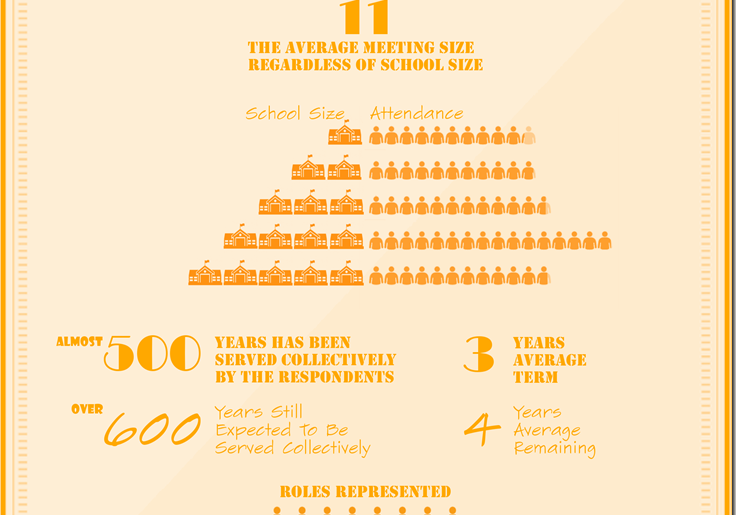 11
THE AVERAGE MEETING SIZE
REGARDLESS OF SCHOOL SIZE
School Size Attendance
ALMOST 500 YEARS HAS BEEN
SERVED COLLECTIVELY
BY THE RESPONDENTS
3 YEARS
AVERAGE
TERM
OVER 600 Years Still
Expected To Be
Served Collectively
4 Years
Average
Remaining
ROLES REPRESENTED